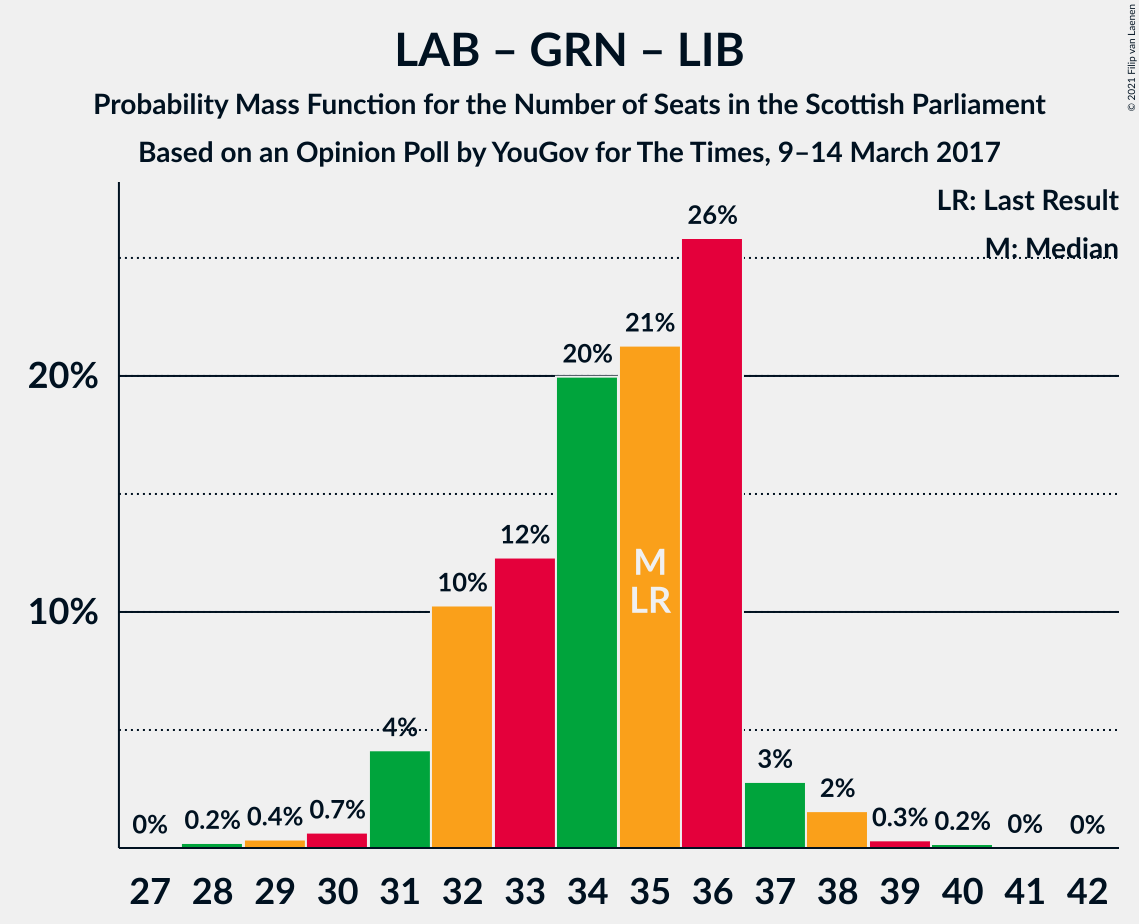 LAB – GRN – LIB
Probability Mass Function for the Number of Seats in the Scottish Parliament
Based on an Opinion Poll by YouGov for The Times, 9–14 March 2017
© 2021 Filip van Laenen
LR: Last Result
M: Median
20%
10%
0%
0.2%
0.4%
0.7%
4%
10%
12%
20%
21%
26%
3%
2%
0.3%
0.2%
0%
0%
M
LR
27 28 29 30 31 32 33 34 35 36 37 38 39 40 41 42